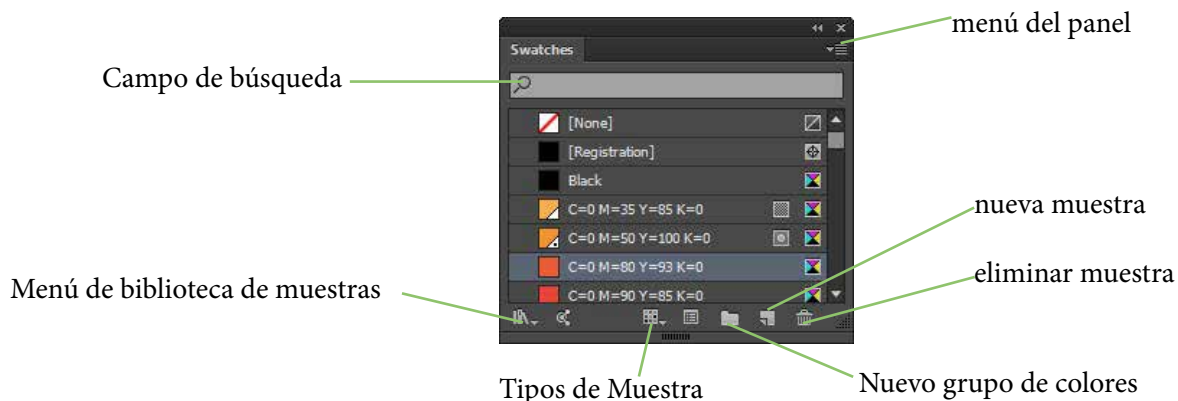 menú del panel
Swatches
Campo de búsqueda
[None]
[Registration]
Black
C=0 M=35 Y=85 K=0
nueva muestra
C=0 M=50 Y=100 K=0
C=0 M=80 Y=93 K=0
eliminar muestra
Menú de biblioteca de muestras
C=0 M=90 Y=85 K=0
Tipos de Muestra
Nuevo grupo de colores